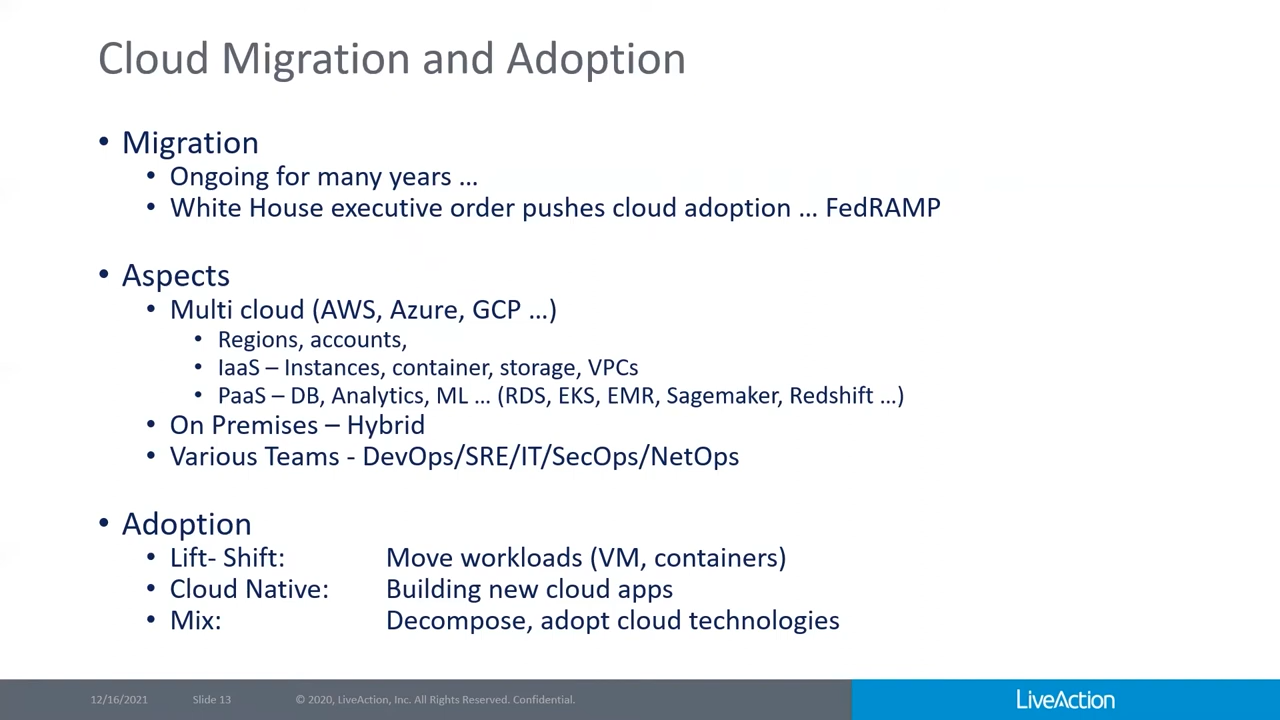 Cloud Migration and Adoption
• Migration
• Ongoing for many years ...
• White House executive order pushes cloud adoption ... FedRAMP
• Aspects
• Multi cloud (AWS, Azure, GCP ...)
• Regions, accounts,
• IaaS – Instances, container, storage, VPCs
• PaaS – DB, Analytics, ML ... (RDS, EKS, EMR, Sagemaker, Redshift ...)
• On Premises – Hybrid
• Various Teams - DevOps/SRE/IT/SecOps/NetOps
• Adoption
• Lift- Shift: Move workloads (VM, containers)
• Cloud Native: Building new cloud apps
• Mix: Decompose, adopt cloud technologies
12/16/2021 Slide 13 © 2020, LiveAction, Inc. All Rights Reserved. Confidential. LiveAction